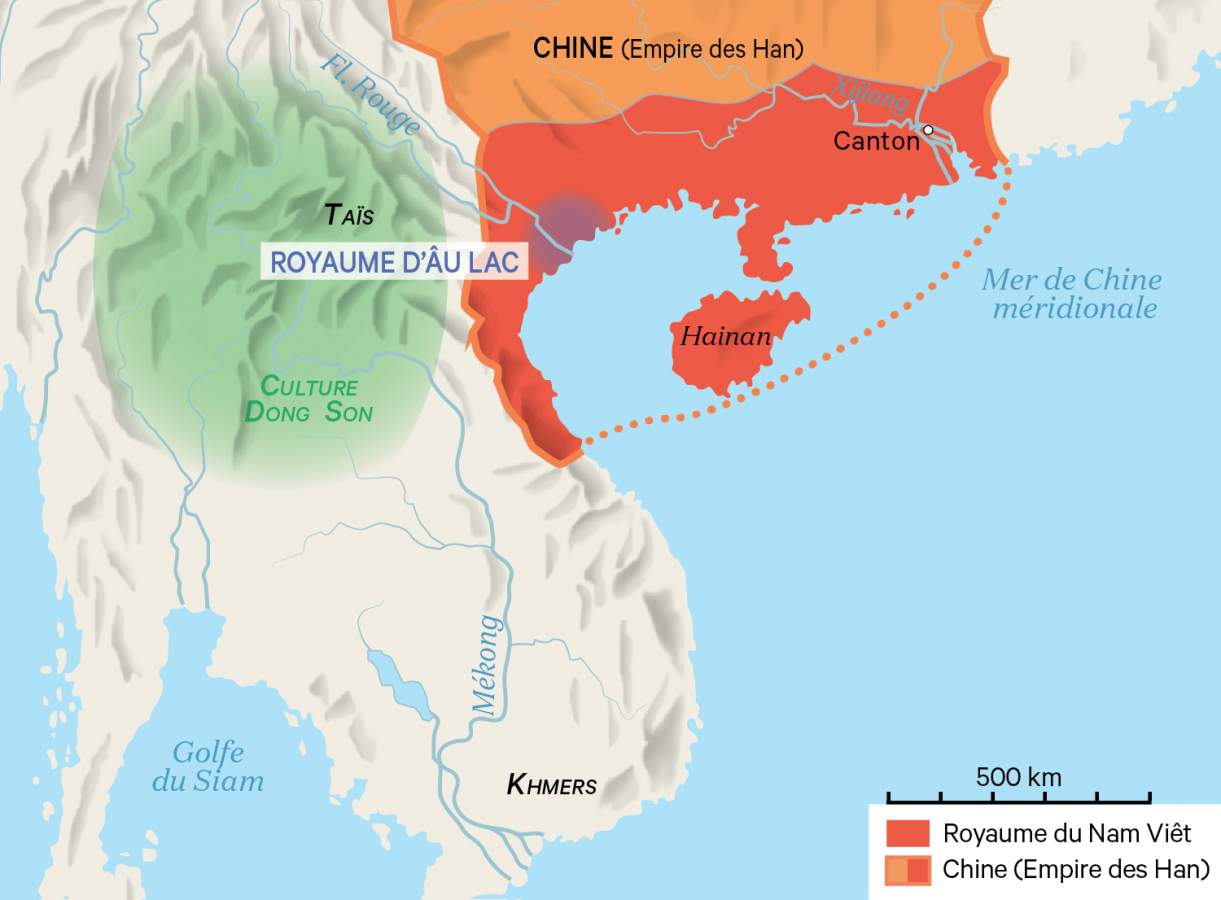 CHINE (Empire des Han)
Fl. Rouge
Xijiang
Canton
TAÏS
ROYAUME D'ÂU LAC
Mer de Chine
méridionale
Hainan
CULTURE
DONG SON
Mékong
Golfe
du Siam
KHMERS
500 km
Royaume du Nam Viêt
Chine (Empire des Han)